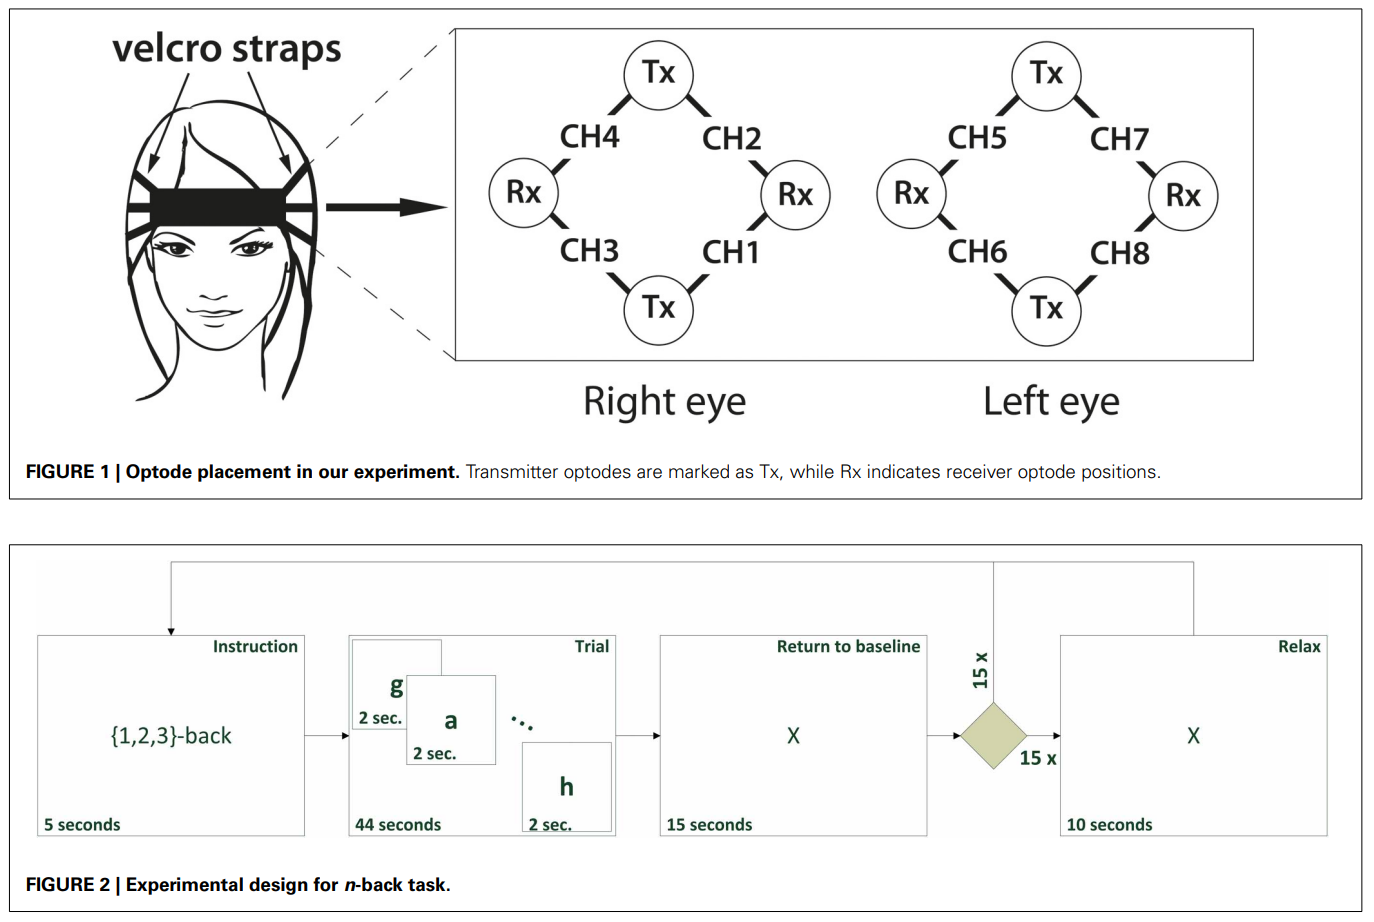 velcro straps
Tx
CH4 CH2
Rx Rx
CH3 CH1
Tx
Tx
CH5 CH7
Rx Rx
CH6 CH8
Tx
Right eye
Left eye
FIGURE 1 | Optode placement in our experiment. Transmitter optodes are marked as Tx, while Rx indicates receiver optode positions.
Instruction
{1,2,3}-back
5 seconds
Trial
g
2 sec.
a
2 sec.
...
h
2 sec.
44 seconds
Return to baseline
X
15 seconds
15 x
15 x
Relax
X
10 seconds
FIGURE 2 | Experimental design for n-back task.